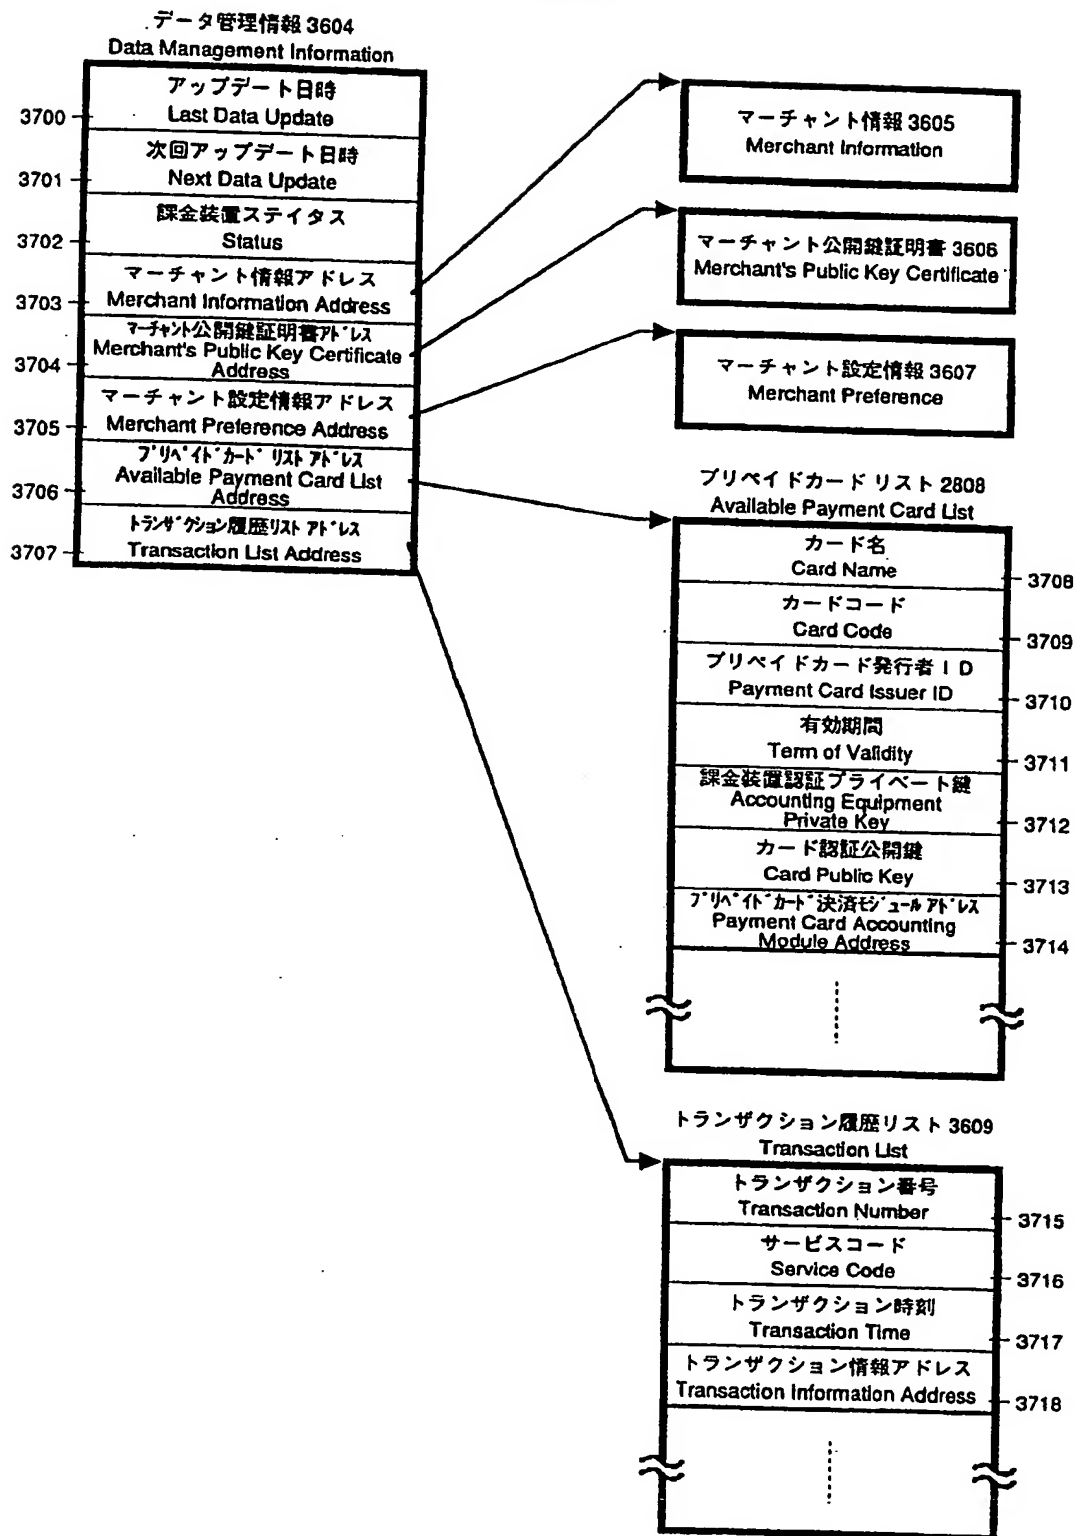 データ管理情報 3604
Data Management Information
アップデート日時
Last Data Update
3700
次回アップデート日時
Next Data Update
3701
課金装置ステイタス
Status
3702
マーチャント情報アドレス
Merchant Information Address
3703
マーチャント公開鍵証明書アドレス
Merchant's Public Key Certificate
Address
3704
マーチャント設定情報アドレス
Merchant Preference Address
3705
プリペイドカード リスト アドレス
Available Payment Card List
Address
3706
トランザクション履歴リスト アドレス
Transaction List Address
3707
マーチャント情報 3605
Merchant Information
マーチャント公開鍵証明書 3606
Merchant's Public Key Certificate
マーチャント設定情報 3607
Merchant Preference
プリペイドカード リスト 2808
Available Payment Card List
カード名
Card Name
3708
カードコード
Card Code
3709
プリペイドカード発行者ID
Payment Card Issuer ID
3710
有効期間
Term of Validity
3711
課金装置認証プライベート鍵
Accounting Equipment
Private Key
3712
カード認証公開鍵
Card Public Key
3713
プリペイドカード決済モジュール アドレス
Payment Card Accounting
Module Address
3714
トランザクション履歴リスト 3609
Transaction List
トランザクション番号
Transaction Number
3715
サービスコード
Service Code
3716
トランザクション時刻
Transaction Time
3717
トランザクション情報アドレス
Transaction Information Address
3718